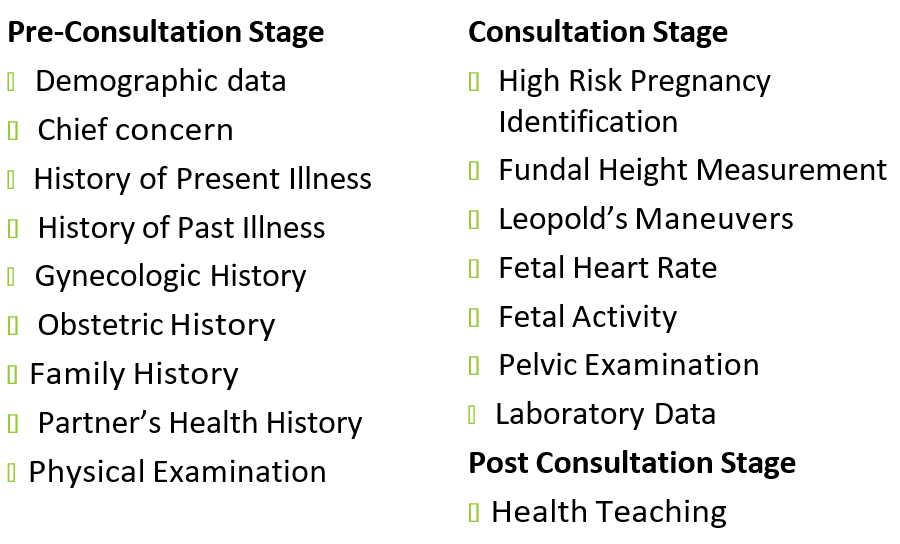 Pre-Consultation Stage
Demographic data
Chief concern
History of Present Illness
History of Past Illness
Gynecologic History
Obstetric History
Family History
Partner’s Health History
Physical Examination
Consultation Stage
High Risk Pregnancy
Identification
Fundal Height Measurement
Leopold’s Maneuvers
Fetal Heart Rate
Fetal Activity
Pelvic Examination
Laboratory Data
Post Consultation Stage
Health Teaching